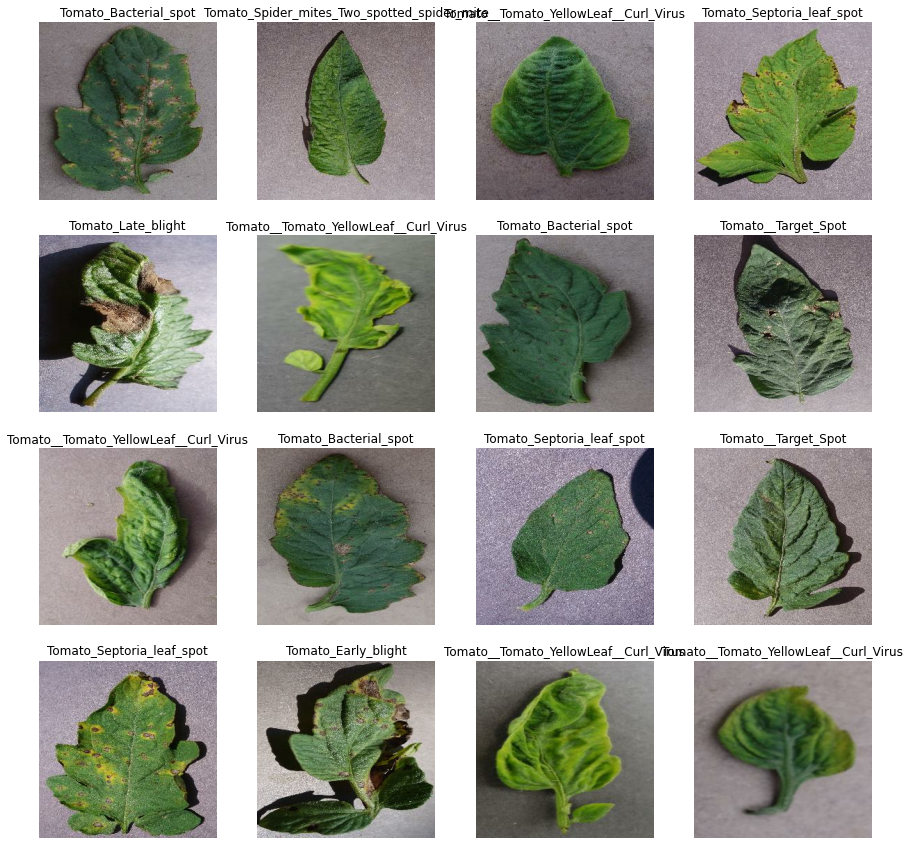 Tomato_Bacterial_spot
Tomato_Spider_mites_Two_spotted_spider_mite
Tomato__Tomato_YellowLeaf__Curl_Virus
Tomato_Septoria_leaf_spot
Tomato_Late_blight
Tomato__Tomato_YellowLeaf__Curl_Virus
Tomato_Bacterial_spot
Tomato__Target_Spot
Tomato__Tomato_YellowLeaf__Curl_Virus
Tomato_Bacterial_spot
Tomato_Septoria_leaf_spot
Tomato__Target_Spot
Tomato_Septoria_leaf_spot
Tomato_Early_blight
Tomato__Tomato_YellowLeaf__Curl_Virus
Tomato__Tomato_YellowLeaf__Curl_Virus